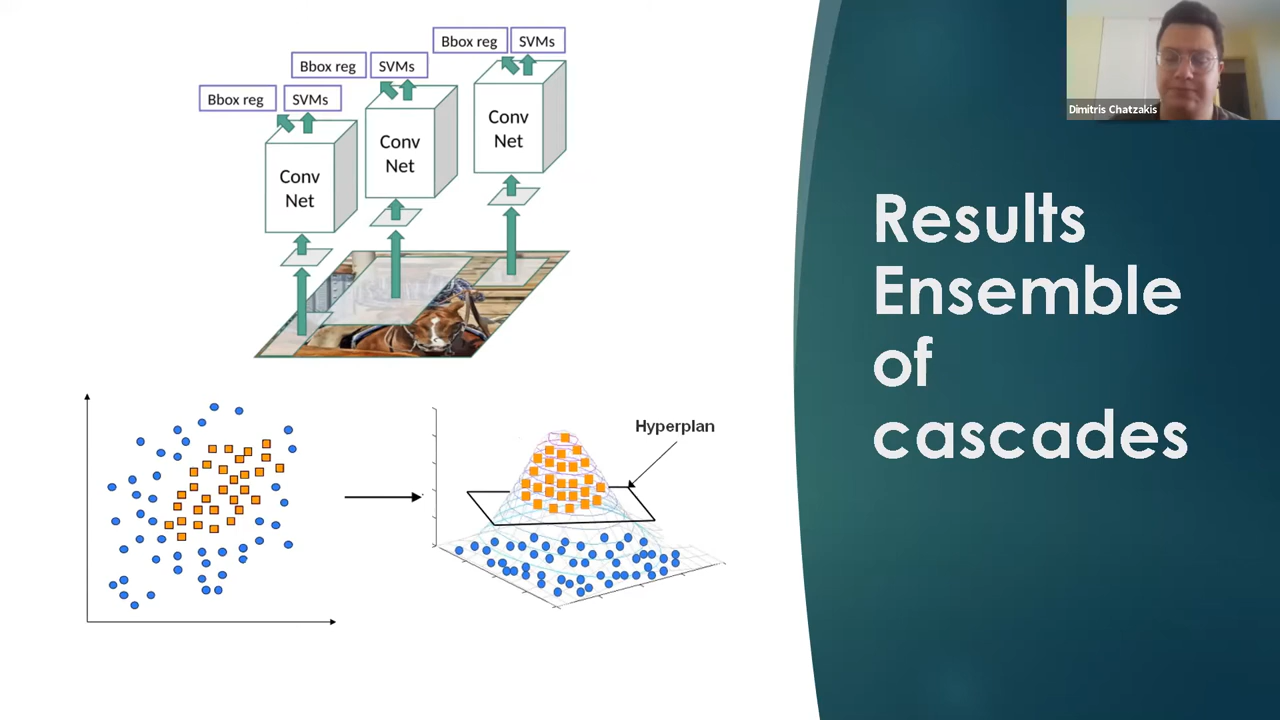 Bbox reg
SVMs
Bbox reg
SVMs
Bbox reg
SVMs
Conv
Net
Conv
Net
Conv
Net
Hyperplan
Dimitris Chatzakis
Results
Ensemble
of
cascades